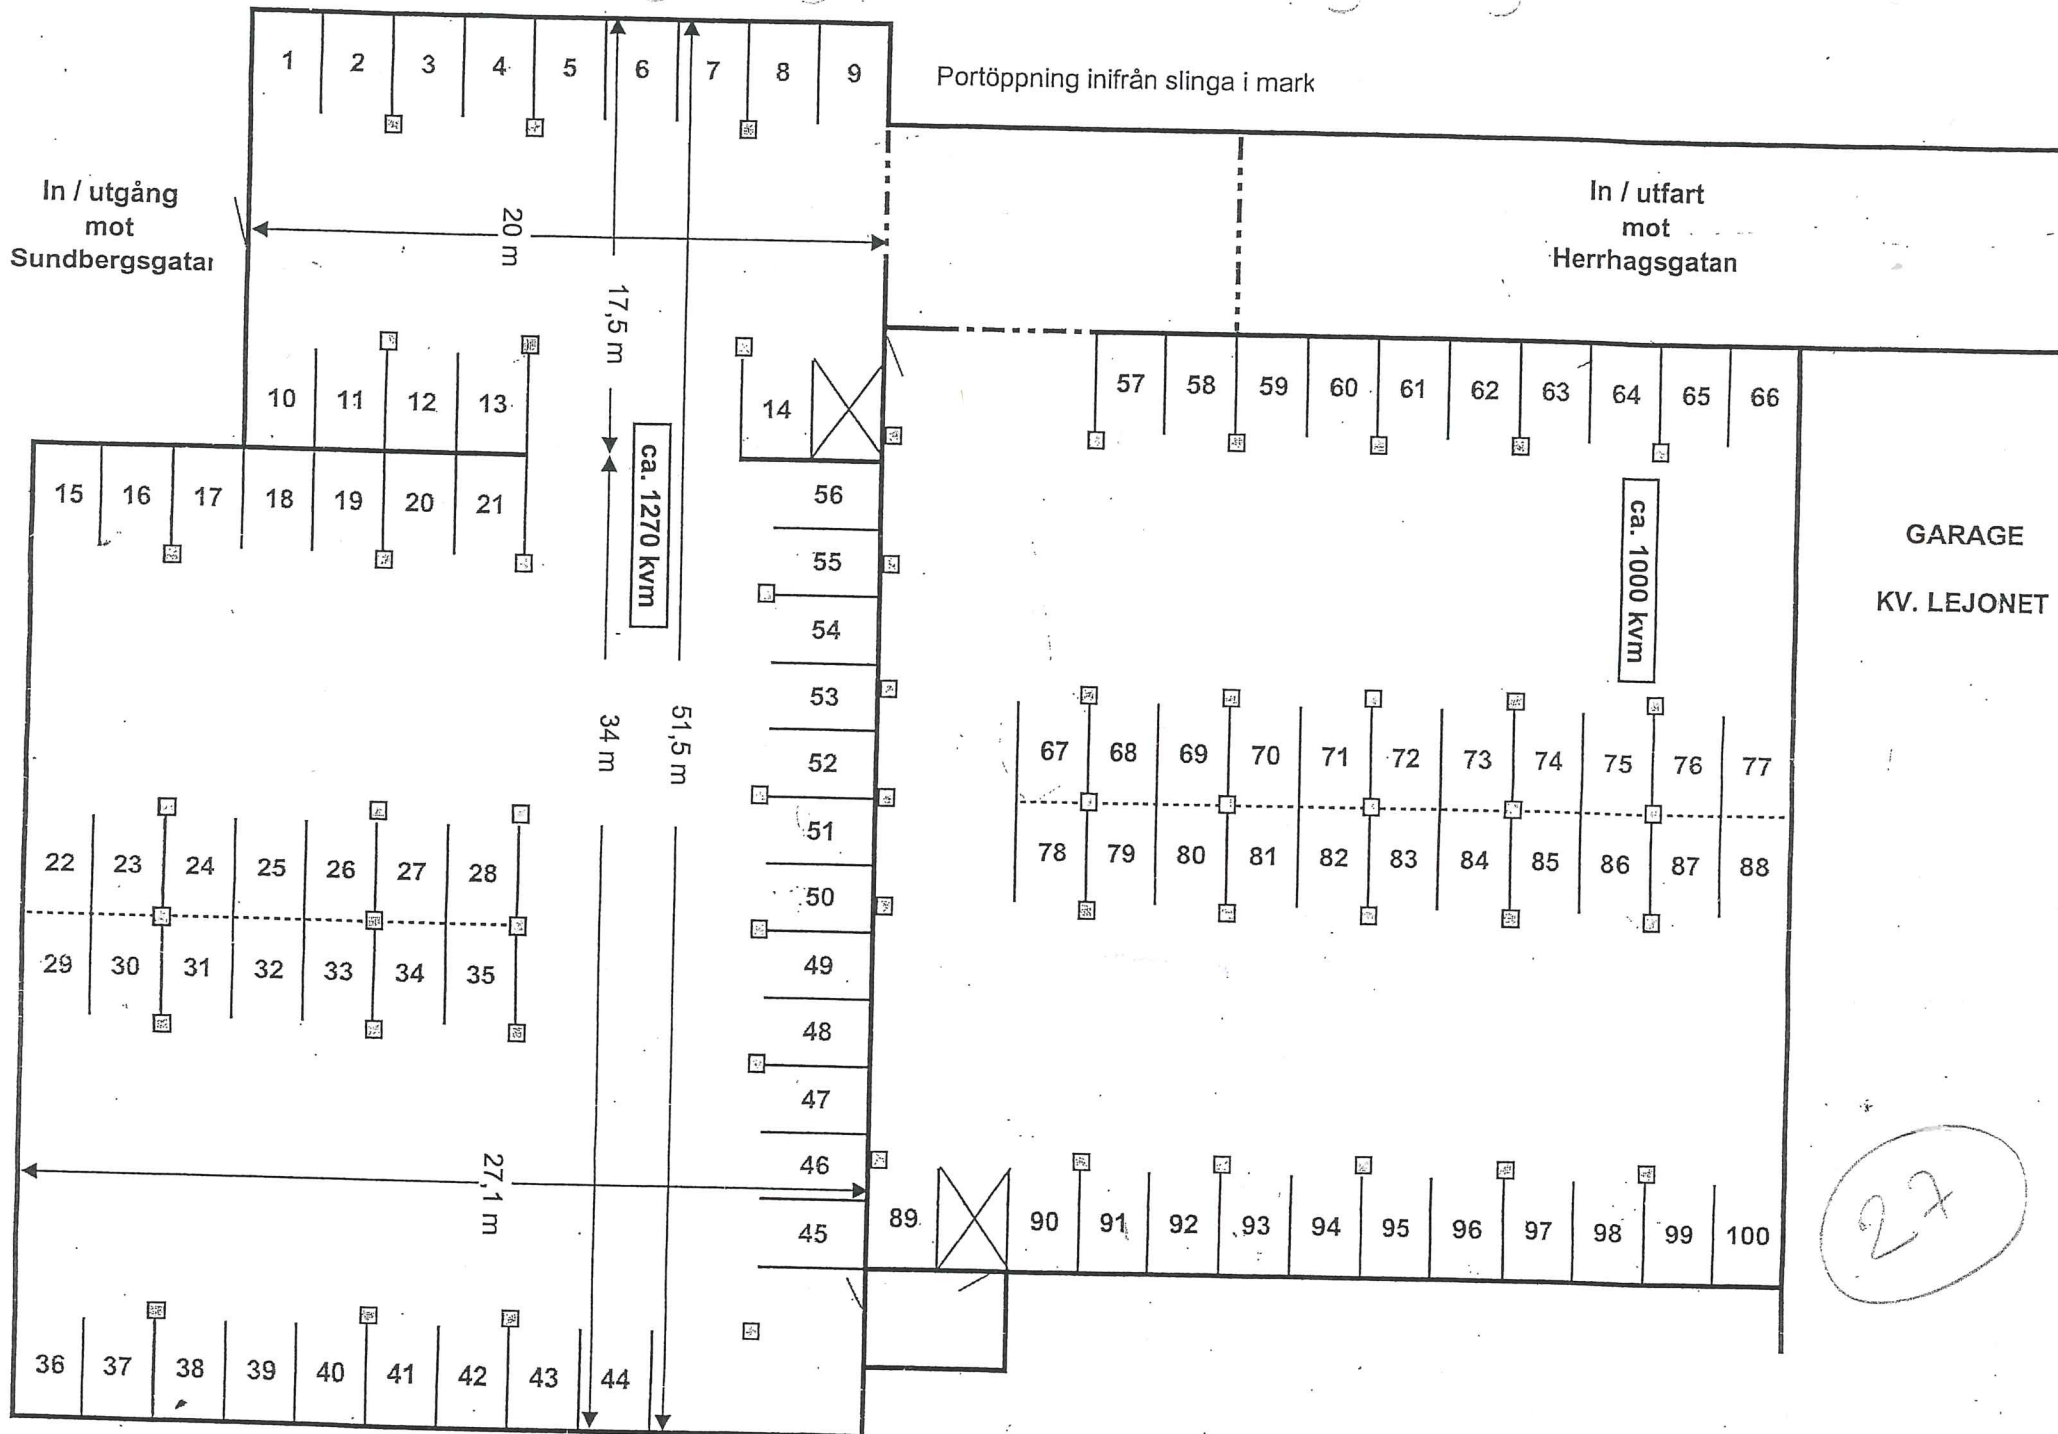 1 2 3 4 5 6 7 8 9
Portöppning inifrån slinga i mark
In / utgång
mot
Sundbergsgatan
20 m
In / utfart
mot
Herrhagsgatan
17,5 m
10 11 12 13
14
57 58 59 60 61 62 63 64 65 66
15 16 17 18 19 20 21
ca. 1270 kvm
56
55
54
53
52
51
50
49
48
47
46
45
ca. 1000 kvm
GARAGE
KV. LEJONET
34 m
51,5 m
67 68 69 70 71 72 73 74 75 76 77
78 79 80 81 82 83 84 85 86 87 88
22 23 24 25 26 27 28
29 30 31 32 33 34 35
27,1 m
89 90 91 92 93 94 95 96 97 98 99 100
27
36 37 38 39 40 41 42 43 44